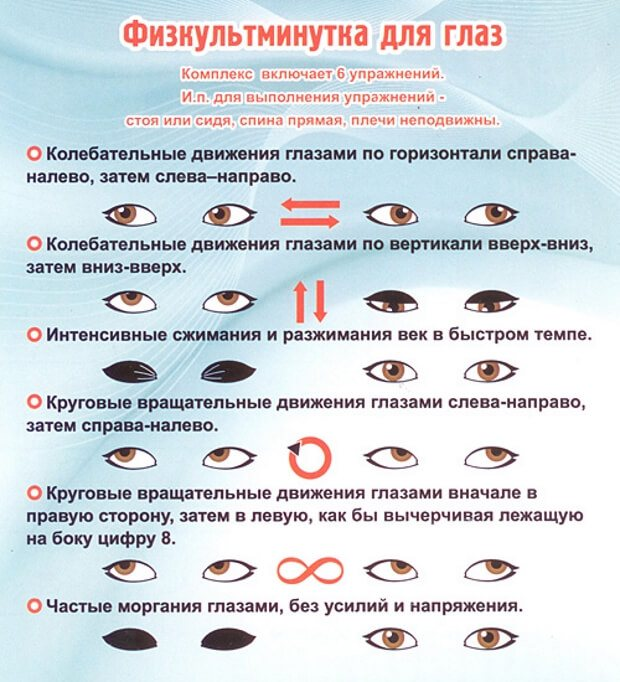 Физкультминутка для глаз
Комплекс включает 6 упражнений.
И.п. для выполнения упражнений -
стоя или сидя, спина прямая, плечи неподвижны.
Колебательные движения глазами по горизонтали справа-
налево, затем слева–направо.
Колебательные движения глазами по вертикали вверх-вниз,
затем вниз-вверх.
Интенсивные сжимания и разжимания век в быстром темпе.
Круговые вращательные движения глазами слева-направо,
затем справа-налево.
Круговые вращательные движения глазами вначале в
правую сторону, затем в левую, как бы вычерчивая лежащую
на боку цифру 8.
Частые моргания глазами, без усилий и напряжения.